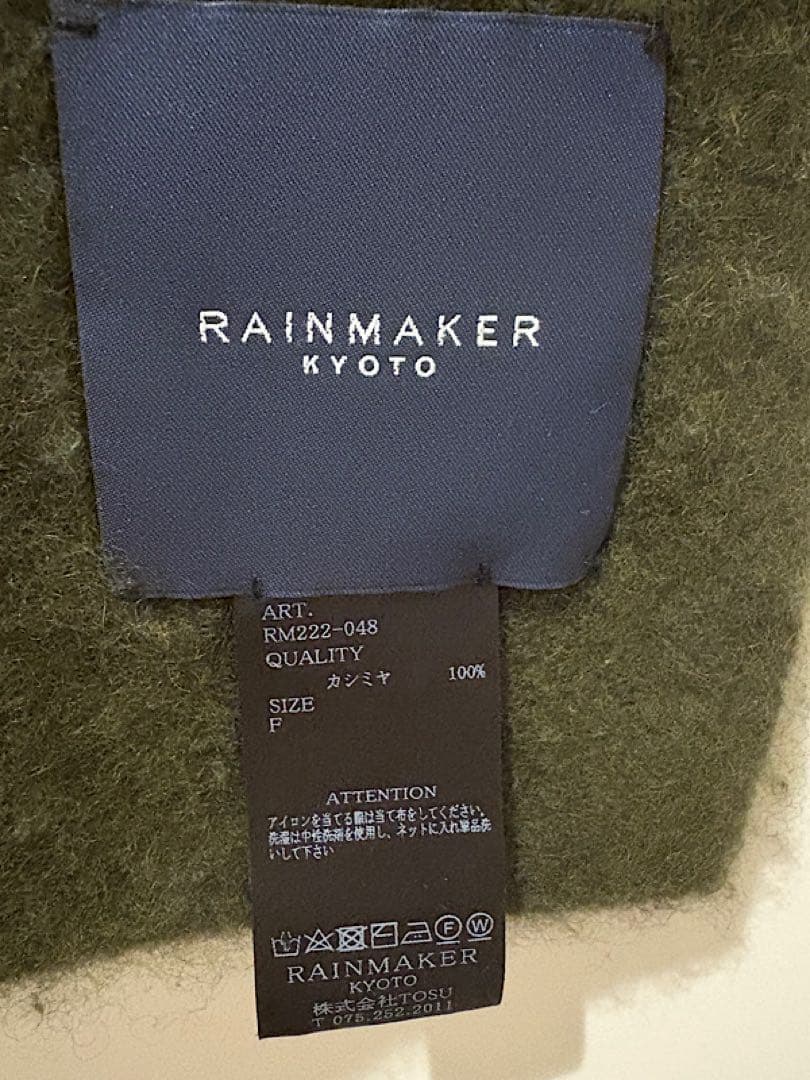 RAINMAKER
KYOTO
ART.
RM222-048
QUALITY
カシミヤ 100%
SIZE
F
ATTENTION
アイロンを当てる際は当て布をしてください。
洗濯は中性洗剤を使用し、ネットに入れ単品洗
いして下さい
F W
RAINMAKER
KYOTO
株式会社TOSU
T 075.252.2011